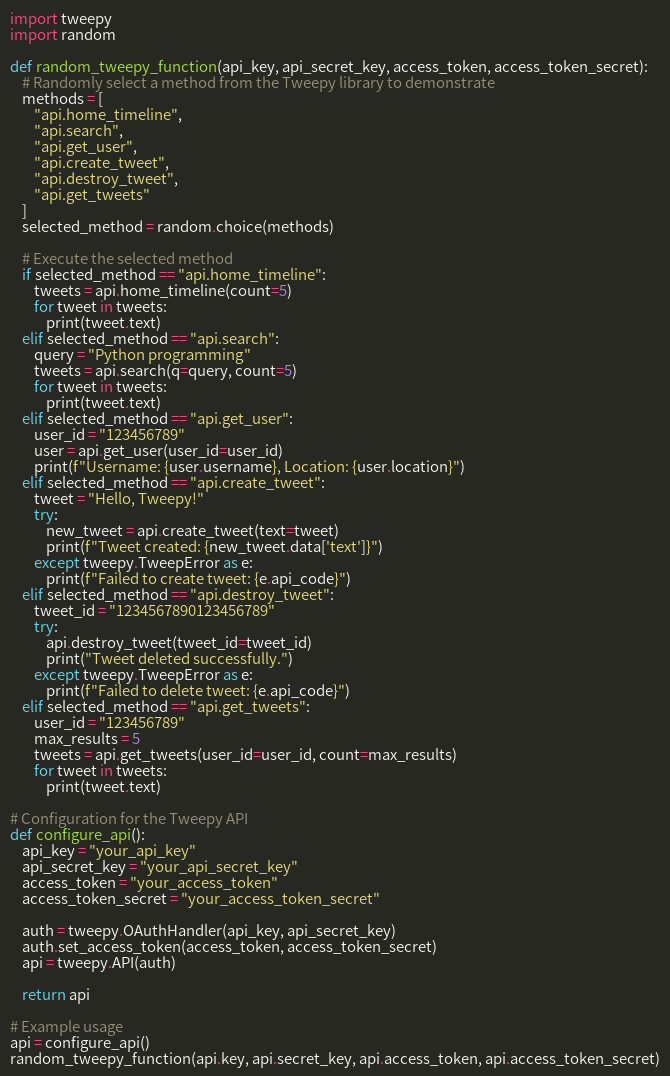 import tweepy
import random

def random_tweepy_function(api_key, api_secret_key, access_token, access_token_secret):
    # Randomly select a method from the Tweepy library to demonstrate
    methods = [
        "api.home_timeline",
        "api.search",
        "api.get_user",
        "api.create_tweet",
        "api.destroy_tweet",
        "api.get_tweets"
    ]
    selected_method = random.choice(methods)

    # Execute the selected method
    if selected_method == "api.home_timeline":
        tweets = api.home_timeline(count=5)
        for tweet in tweets:
            print(tweet.text)
    elif selected_method == "api.search":
        query = "Python programming"
        tweets = api.search(q=query, count=5)
        for tweet in tweets:
            print(tweet.text)
    elif selected_method == "api.get_user":
        user_id = "123456789"
        user = api.get_user(user_id=user_id)
        print(f"Username: {user.username}, Location: {user.location}")
    elif selected_method == "api.create_tweet":
        tweet = "Hello, Tweepy!"
        try:
            new_tweet = api.create_tweet(text=tweet)
            print(f"Tweet created: {new_tweet.data['text']}")
        except tweepy.TweepError as e:
            print(f"Failed to create tweet: {e.api_code}")
    elif selected_method == "api.destroy_tweet":
        tweet_id = "1234567890123456789"
        try:
            api.destroy_tweet(tweet_id=tweet_id)
            print("Tweet deleted successfully.")
        except tweepy.TweepError as e:
            print(f"Failed to delete tweet: {e.api_code}")
    elif selected_method == "api.get_tweets":
        user_id = "123456789"
        max_results = 5
        tweets = api.get_tweets(user_id=user_id, count=max_results)
        for tweet in tweets:
            print(tweet.text)

# Configuration for the Tweepy API
def configure_api():
    api_key = "your_api_key"
    api_secret_key = "your_api_secret_key"
    access_token = "your_access_token"
    access_token_secret = "your_access_token_secret"

    auth = tweepy.OAuthHandler(api_key, api_secret_key)
    auth.set_access_token(access_token, access_token_secret)
    api = tweepy.API(auth)

    return api

# Example usage
api = configure_api()
random_tweepy_function(api.key, api.secret_key, api.access_token, api.access_token_secret)